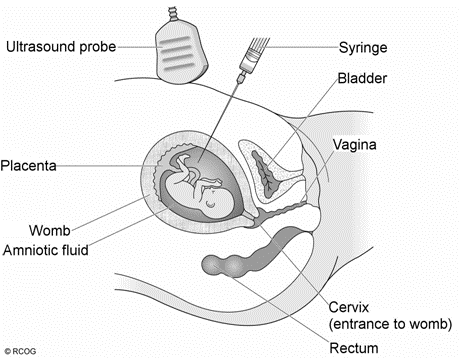 Ultrasound probe
Syringe
Bladder
Vagina
Placenta
Womb
Amniotic fluid
Cervix
(entrance to womb)
Rectum
© RCOG